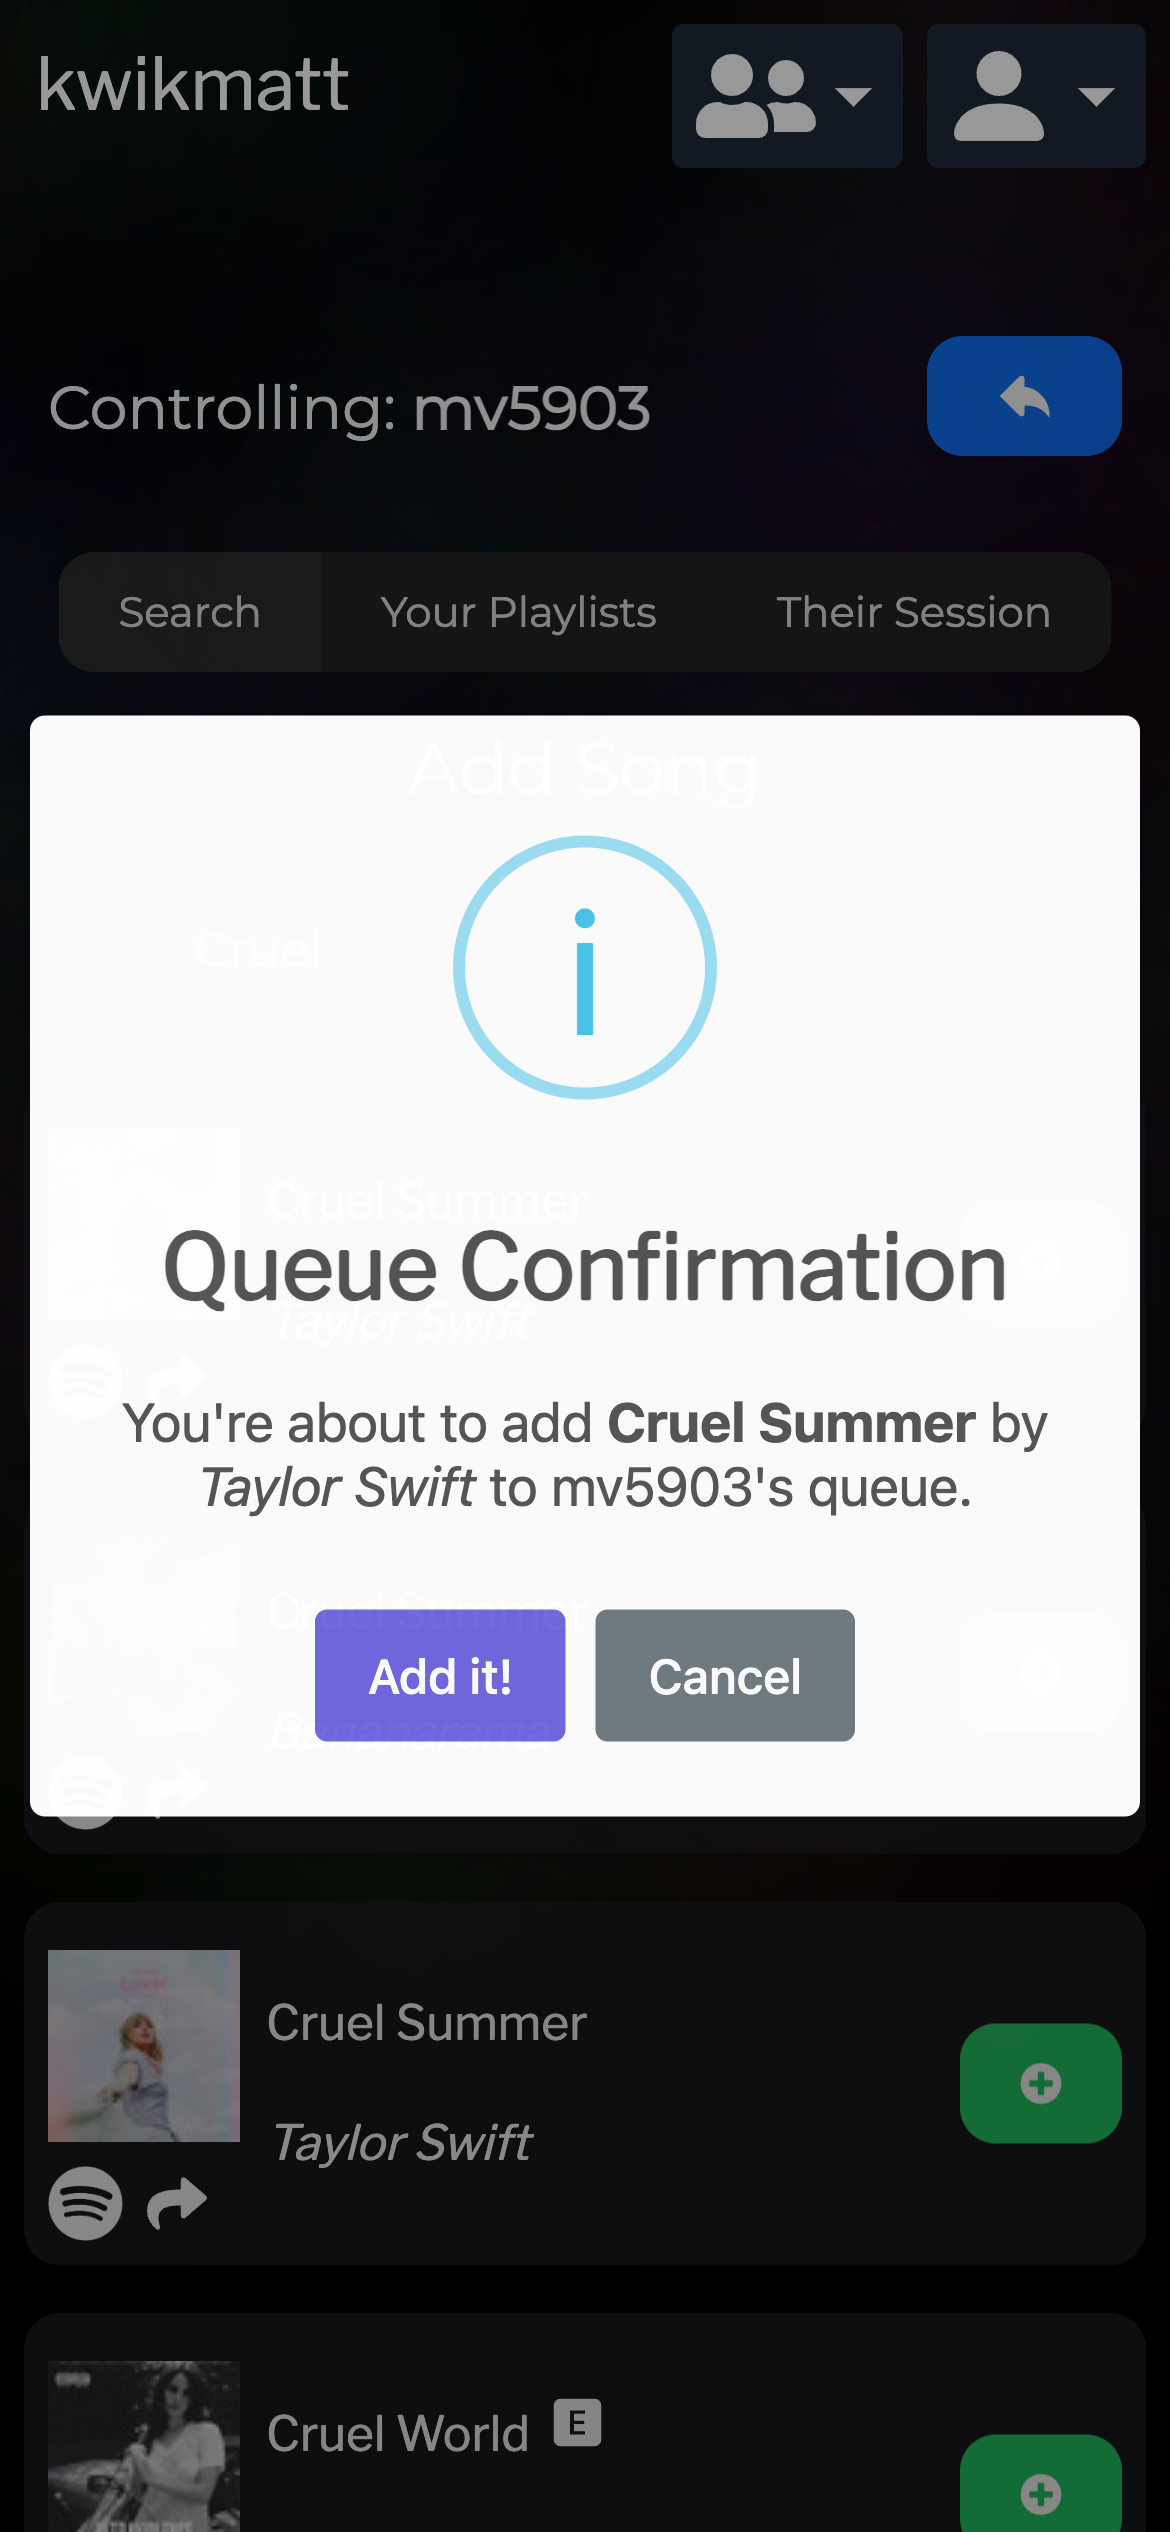 kwikmatt
Controlling: mv5903
Search
Your Playlists
Their Session
Add Song
Cruel
Cruel Summer
Taylor Swift
Queue Confirmation
You're about to add Cruel Summer by
Taylor Swift to mv5903's queue.
Cruel Summer
Bananarama
Add it!
Cancel
Cruel Summer
Taylor Swift
Cruel World E